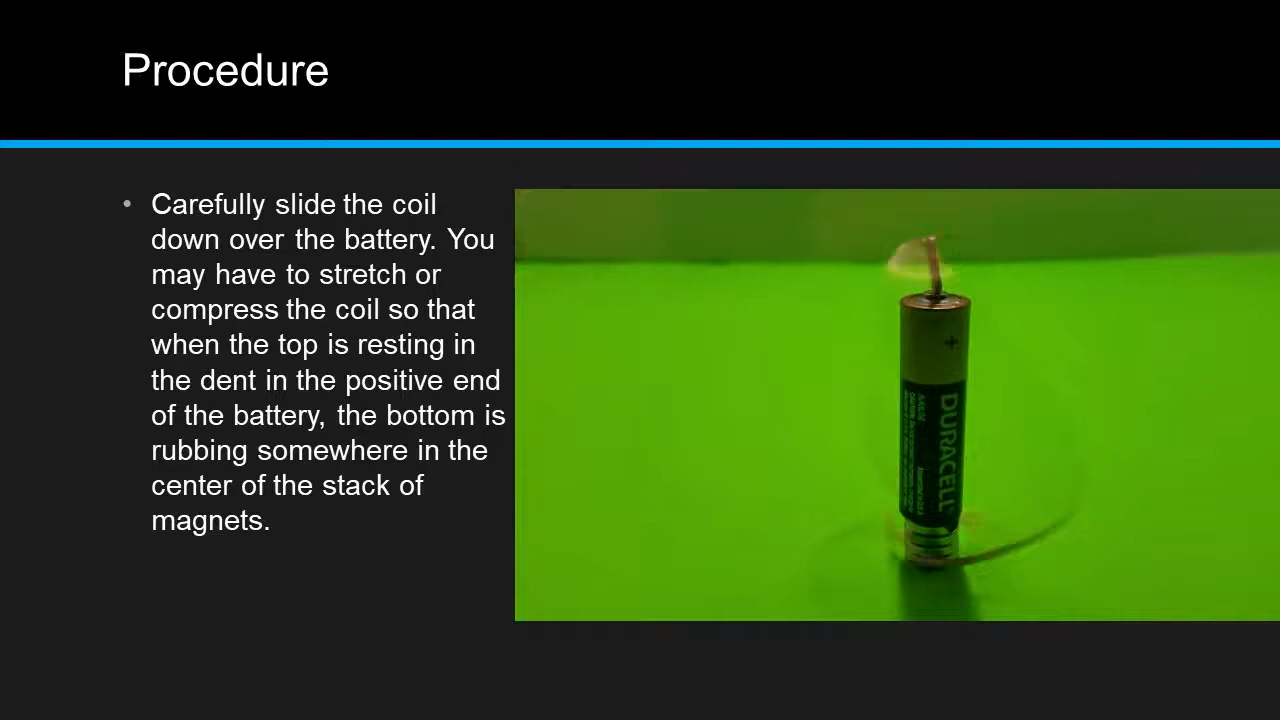 Procedure
• Carefully slide the coil
down over the battery. You
may have to stretch or
compress the coil so that
when the top is resting in
the dent in the positive end
of the battery, the bottom is
rubbing somewhere in the
center of the stack of
magnets.
+
DURACELL